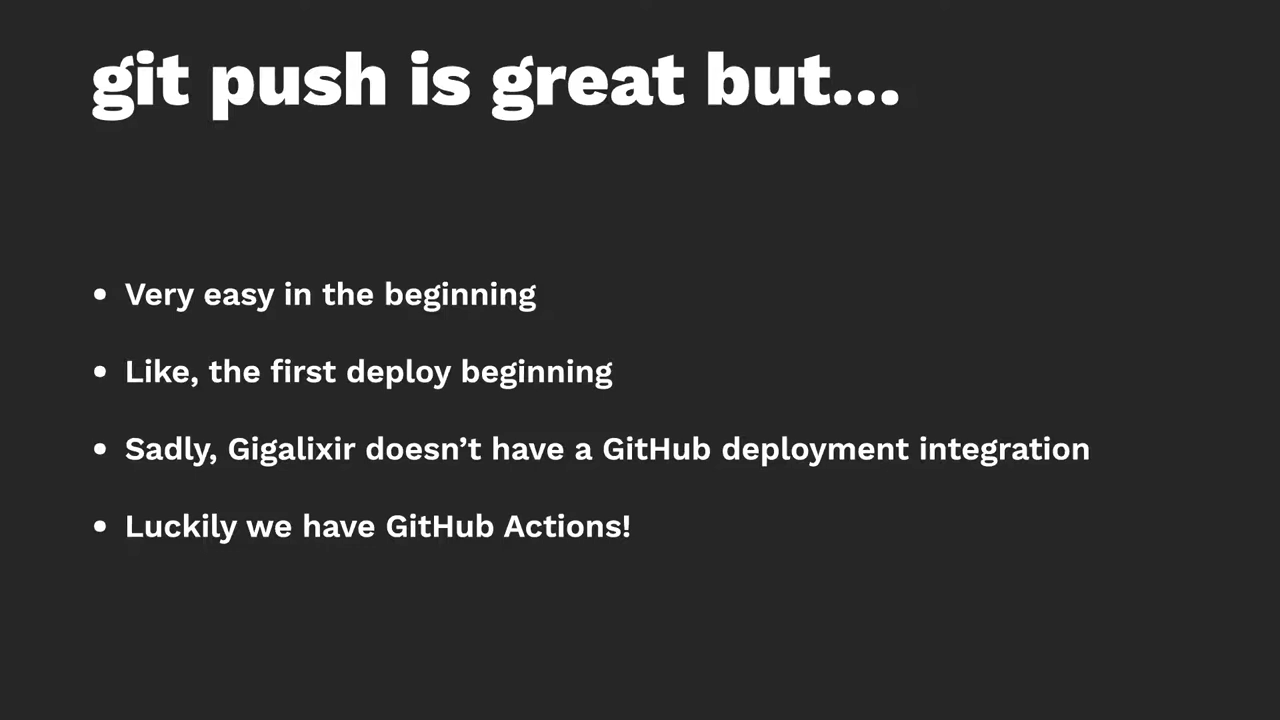 git push is great but...
• Very easy in the beginning
• Like, the first deploy beginning
• Sadly, Gigalixir doesn’t have a GitHub deployment integration
• Luckily we have GitHub Actions!